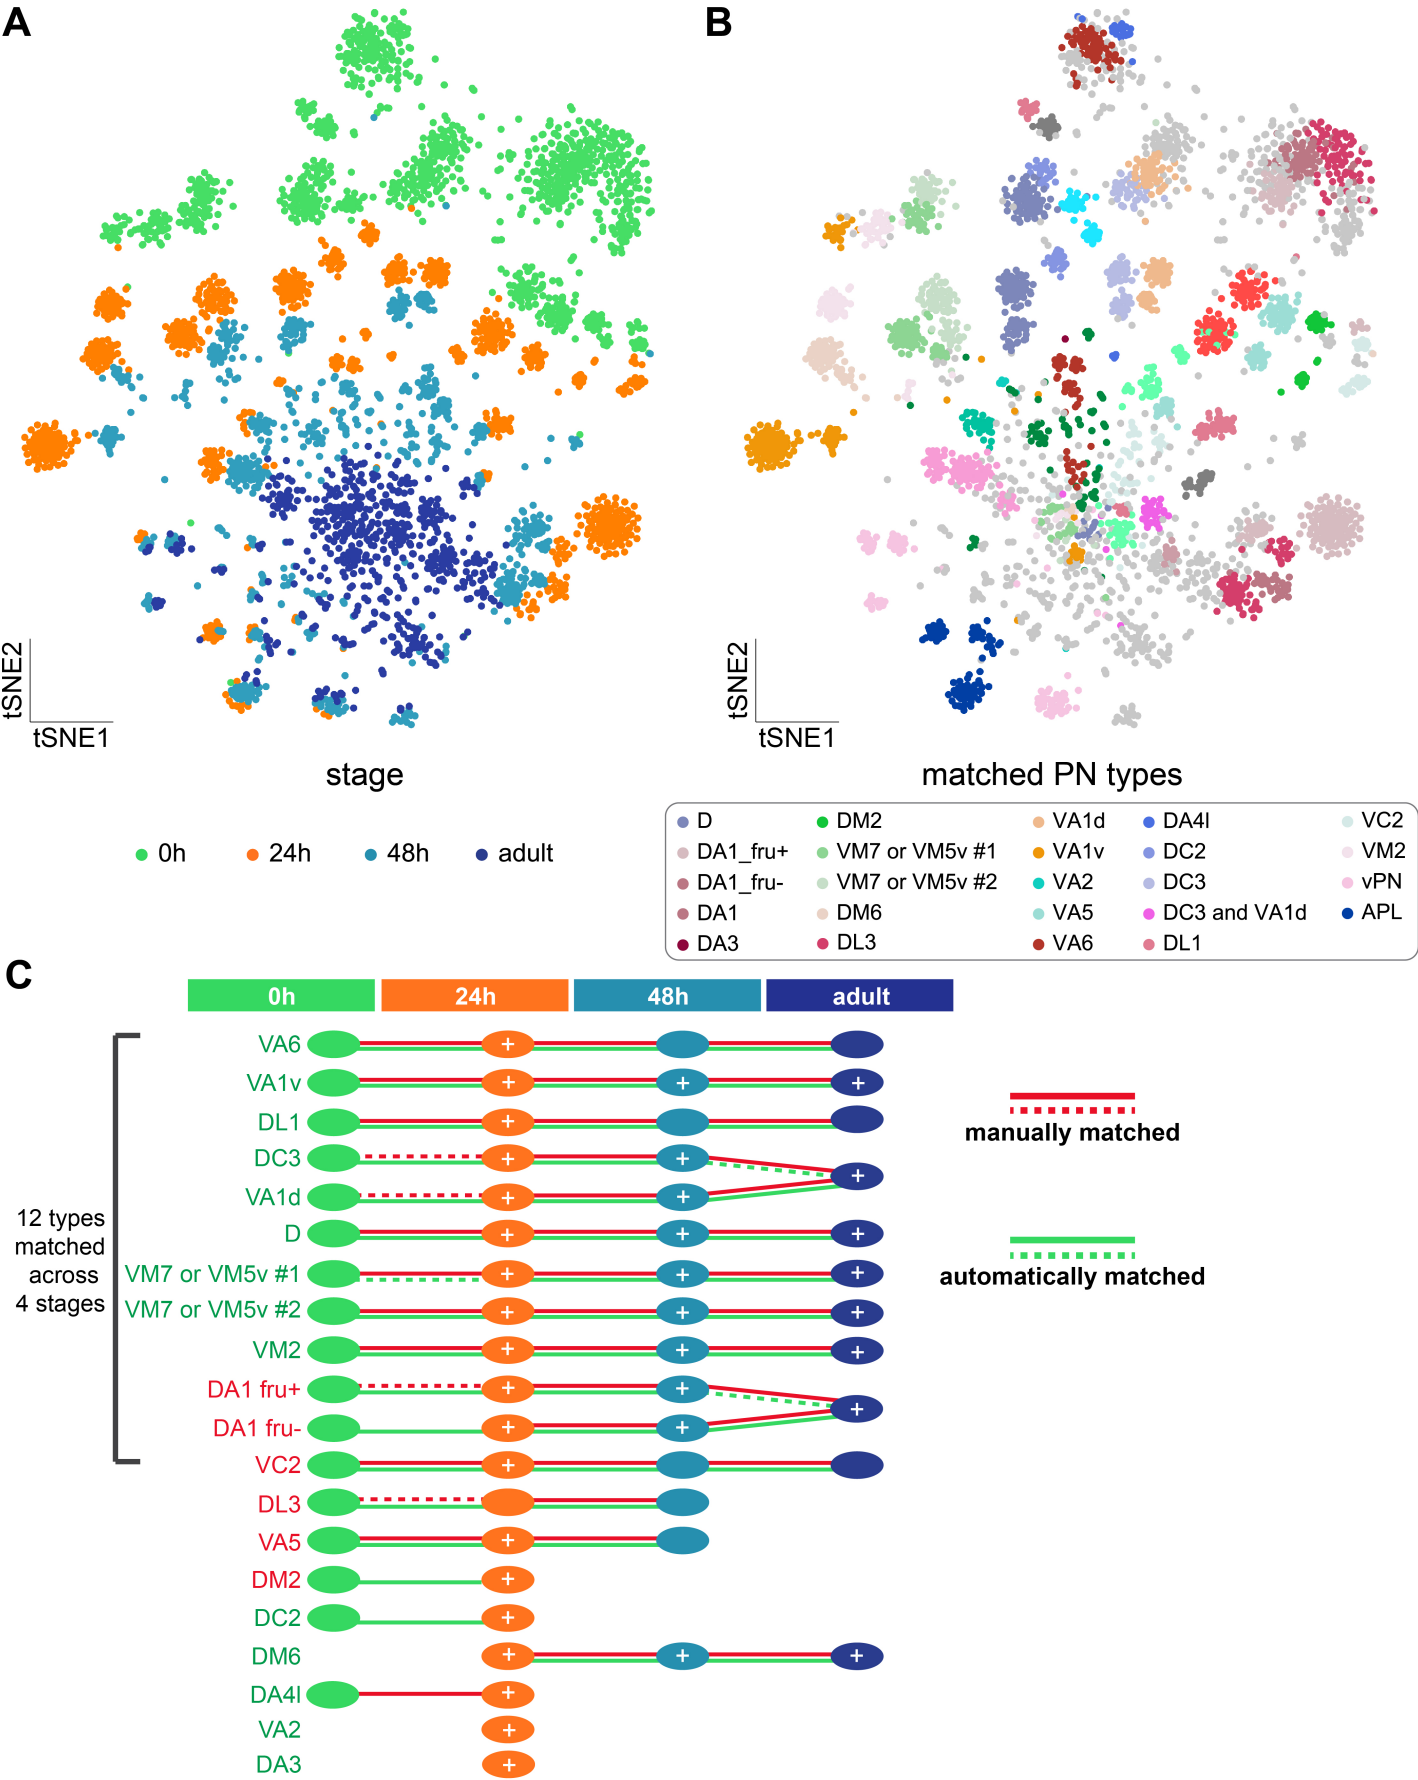 A
B
tSNE2
tSNE1
tSNE2
tSNE1
stage
matched PN types
0h
24h
48h
adult
D
DM2
VA1d
DA4l
VC2
DA1_fru+
VM7 or VM5v #1
VA1v
DC2
VM2
DA1_fru-
VM7 or VM5v #2
VA2
DC3
vPN
DA1
DM6
VA5
DC3 and VA1d
APL
DA3
DL3
VA6
DL1
C
0h
24h
48h
adult
VA6
+
VA1v
+ + +
DL1
+
DC3
+ + +
VA1d
+ +
D
+ + +
VM7 or VM5v #1
+ + +
VM7 or VM5v #2
+ + +
VM2
+ + +
DA1 fru+
+ + +
DA1 fru-
+ +
VC2
+
DL3
VA5
+
DM2
+
DC2
+
DM6
+ + +
DA4l
+
VA2
+
DA3
+
12 types
matched
across
4 stages
manually matched
automatically matched